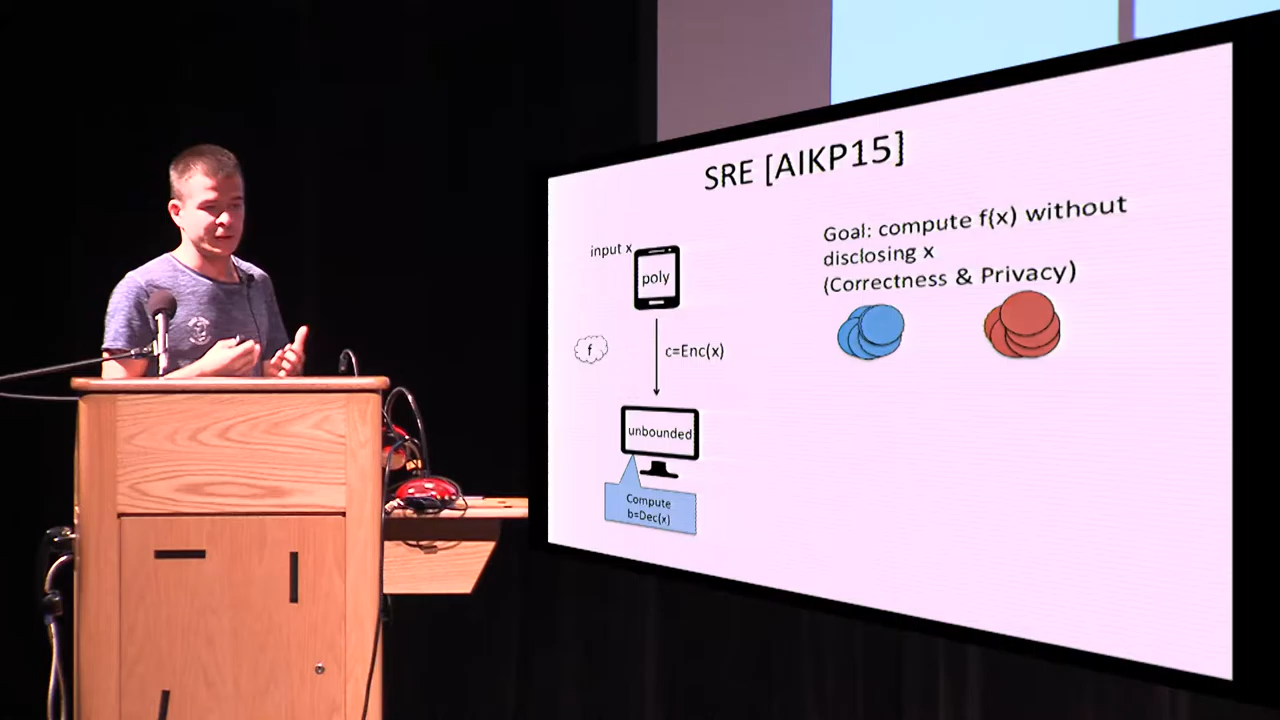 SRE [AIKP15]
input x
poly
f
c=Enc(x)
unbounded
Compute
b=Dec(x)
Goal: compute f(x) without
disclosing x
(Correctness & Privacy)